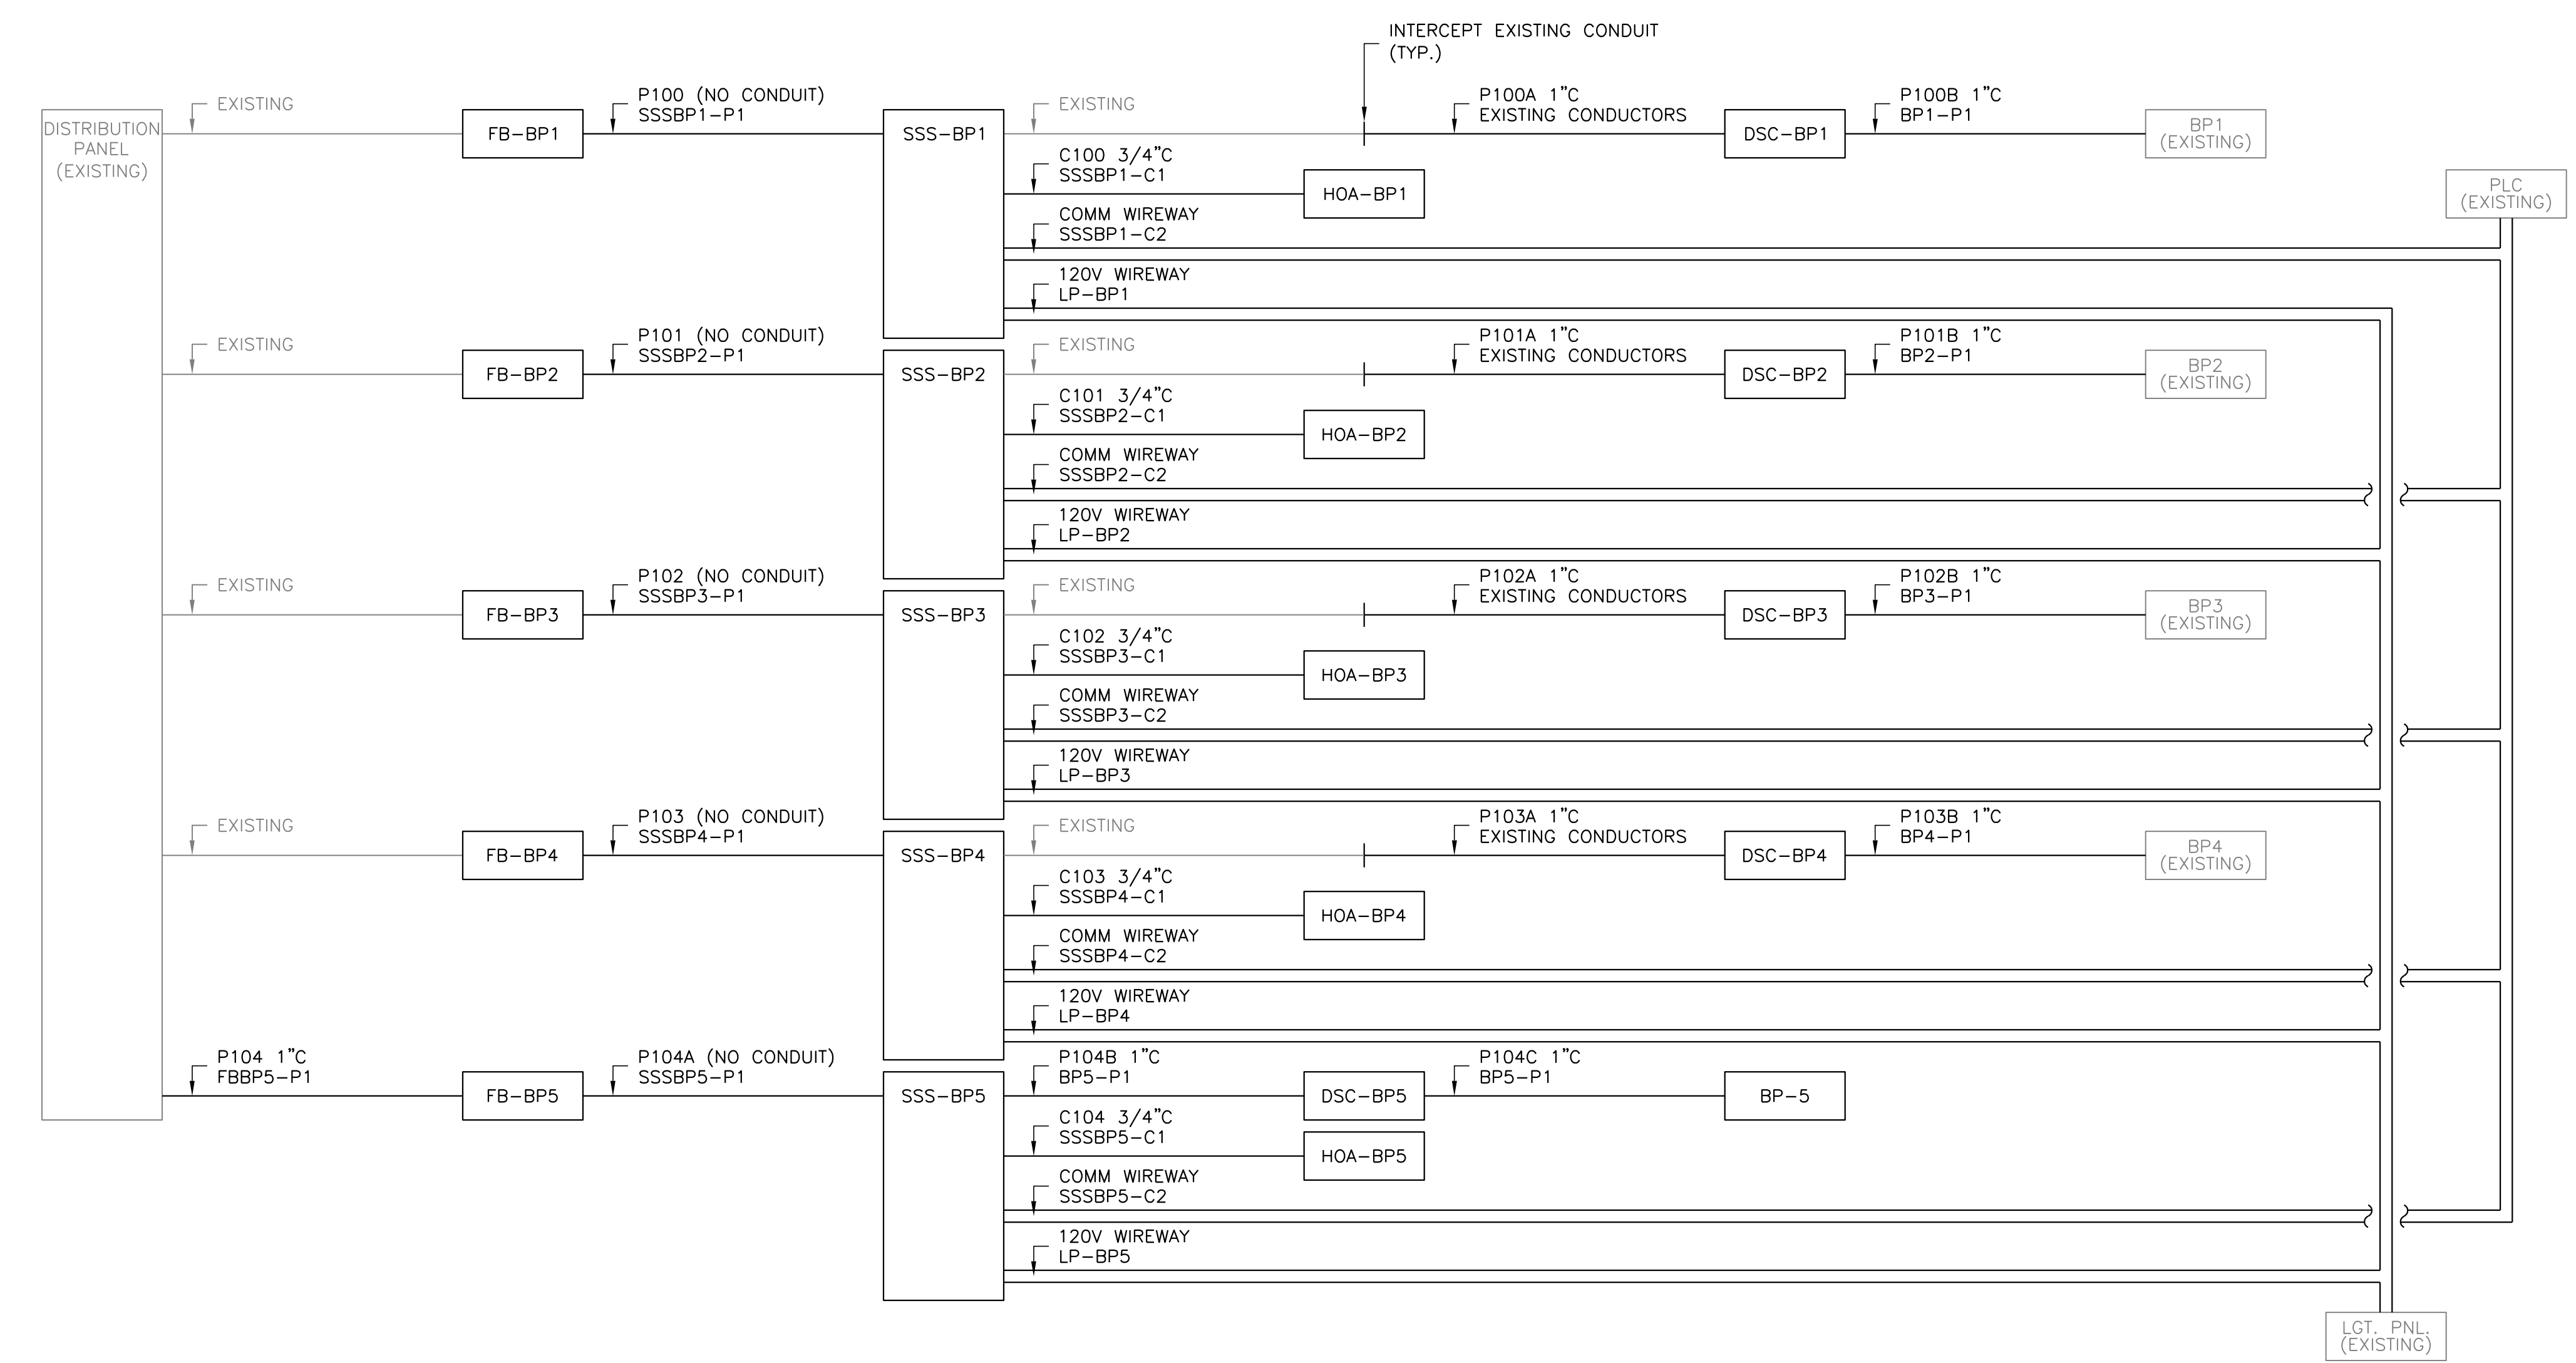 INTERCEPT EXISTING CONDUIT
(TYP.)
DISTRIBUTION
PANEL
(EXISTING)
EXISTING
FB-BP1
P100 (NO CONDUIT)
SSSBP1-P1
SSS-BP1
EXISTING
P100A 1"C
EXISTING CONDUCTORS
DSC-BP1
P100B 1"C
BP1-P1
BP1
(EXISTING)
C100 3/4"C
SSSBP1-C1
HOA-BP1
PLC
(EXISTING)
COMM WIREWAY
SSSBP1-C2
120V WIREWAY
LP-BP1
EXISTING
FB-BP2
P101 (NO CONDUIT)
SSSBP2-P1
SSS-BP2
EXISTING
P101A 1"C
EXISTING CONDUCTORS
DSC-BP2
P101B 1"C
BP2-P1
BP2
(EXISTING)
C101 3/4"C
SSSBP2-C1
HOA-BP2
COMM WIREWAY
SSSBP2-C2
120V WIREWAY
LP-BP2
EXISTING
FB-BP3
P102 (NO CONDUIT)
SSSBP3-P1
SSS-BP3
EXISTING
P102A 1"C
EXISTING CONDUCTORS
DSC-BP3
P102B 1"C
BP3-P1
BP3
(EXISTING)
C102 3/4"C
SSSBP3-C1
HOA-BP3
COMM WIREWAY
SSSBP3-C2
120V WIREWAY
LP-BP3
EXISTING
FB-BP4
P103 (NO CONDUIT)
SSSBP4-P1
SSS-BP4
EXISTING
P103A 1"C
EXISTING CONDUCTORS
DSC-BP4
P103B 1"C
BP4-P1
BP4
(EXISTING)
C103 3/4"C
SSSBP4-C1
HOA-BP4
COMM WIREWAY
SSSBP4-C2
120V WIREWAY
LP-BP4
P104 1"C
FBBP5-P1
FB-BP5
P104A (NO CONDUIT)
SSSBP5-P1
SSS-BP5
P104B 1"C
BP5-P1
DSC-BP5
P104C 1"C
BP5-P1
BP-5
C104 3/4"C
SSSBP5-C1
HOA-BP5
COMM WIREWAY
SSSBP5-C2
120V WIREWAY
LP-BP5
LGT. PNL.
(EXISTING)